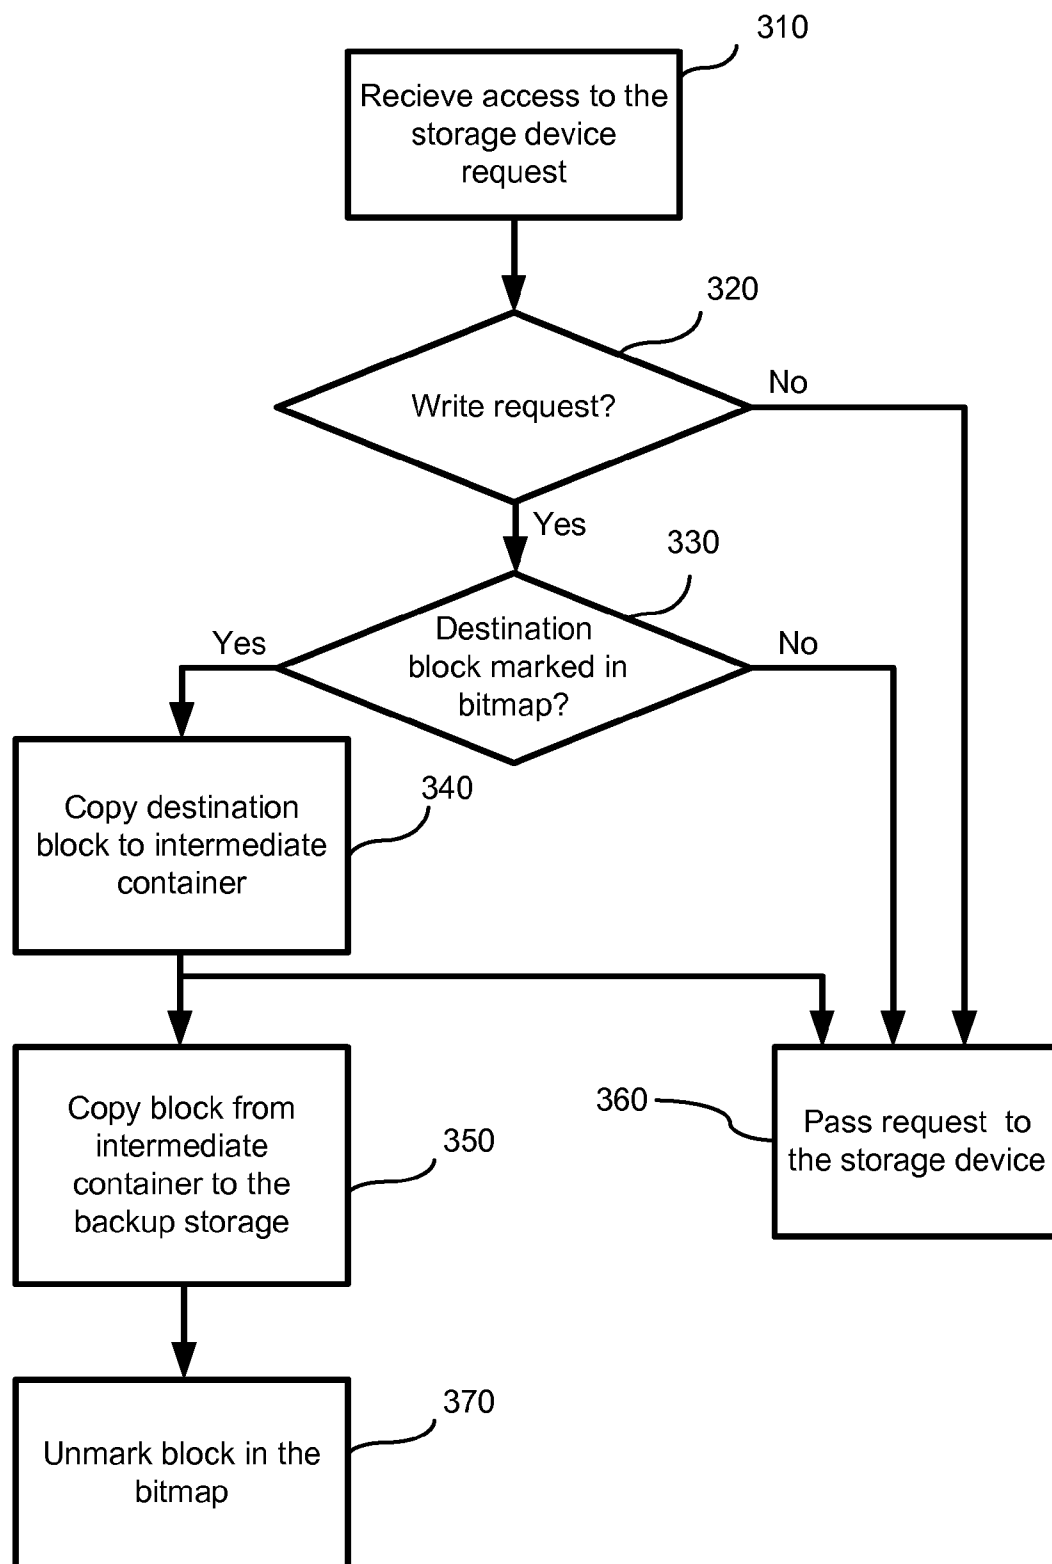 310
Recieve access to the
storage device
request
320
Write request?
No
Yes
330
Destination
block marked in
bitmap?
Yes
No
340
Copy destination
block to intermediate
container
350
Copy block from
intermediate
container to the
backup storage
360
Pass request to
the storage device
370
Unmark block in the
bitmap